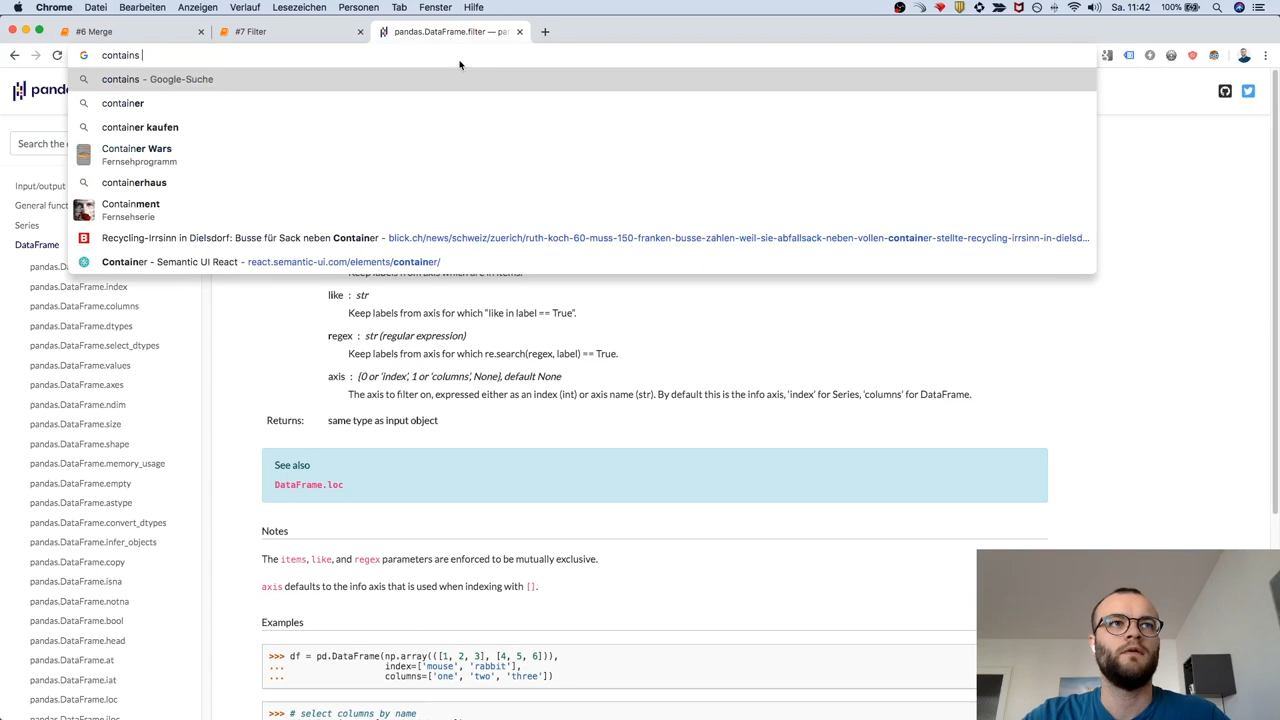 Chrome Datei Bearbeiten Anzeigen Verlauf Lesezeichen Personen Tab Fenster Hilfe 100% Sa. 11:42
#6 Merge #7 Filter pandas.DataFrame.filter — pa
contains
contains – Google-Suche
container
container kaufen
Container Wars
Fernsehprogramm
containerhaus
Containment
Fernsehserie
Recycling-Irrsinn in Dielsdorf: Busse für Sack neben Container – blick.ch/news/schweiz/zuerich/ruth-koch-60-muss-150-franken-busse-zahlen-weil-sie-abfallsack-neben-vollen-container-stellte-recycling-irrsinn-in-dielsd...
Container - Semantic UI React – react.semantic-ui.com/elements/container/
pand
Search the
Input/output
General funct
Series
DataFrame
pandas.DataFrame.index
pandas.DataFrame.columns
pandas.DataFrame.dtypes
pandas.DataFrame.select_dtypes
pandas.DataFrame.values
pandas.DataFrame.axes
pandas.DataFrame.ndim
pandas.DataFrame.size
pandas.DataFrame.shape
pandas.DataFrame.memory_usage
pandas.DataFrame.empty
pandas.DataFrame.astype
pandas.DataFrame.convert_dtypes
pandas.DataFrame.infer_objects
pandas.DataFrame.copy
pandas.DataFrame.isna
pandas.DataFrame.notna
pandas.DataFrame.bool
pandas.DataFrame.head
pandas.DataFrame.at
pandas.DataFrame.iat
pandas.DataFrame.loc
pandas.DataFrame.iloc
Keep labels from axis which are in items.
like : str
Keep labels from axis for which "like in label == True".
regex : str (regular expression)
Keep labels from axis for which re.search(regex, label) == True.
axis : {0 or ‘index’, 1 or ‘columns’, None}, default None
The axis to filter on, expressed either as an index (int) or axis name (str). By default this is the info axis, ‘index’ for Series, ‘columns’ for DataFrame.
Returns: same type as input object
See also
DataFrame.loc
Notes
The items, like, and regex parameters are enforced to be mutually exclusive.
axis defaults to the info axis that is used when indexing with [].
Examples
>>> df = pd.DataFrame(np.array(([1, 2, 3], [4, 5, 6])),
... index=['mouse', 'rabbit'],
... columns=['one', 'two', 'three'])
>>> # select columns by name